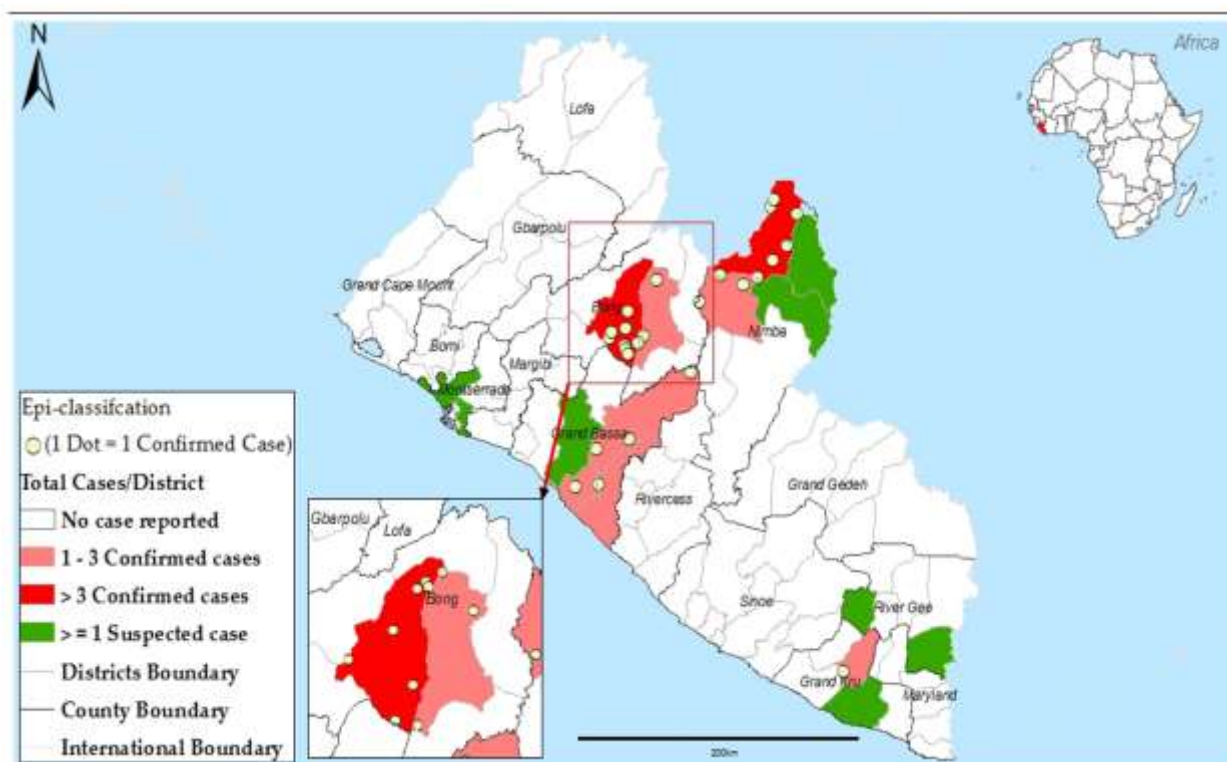 N
Africa
Lofa
Gbarpolu
Grand Cape Mount
Bong
Bomi
Nimba
Margibi
Montserrado
Grand Bassa
Rivercess
Grand Gedeh
Sinoe
River Gee
Grand Kru
Maryland
200km
Epi-classifcation
(1 Dot = 1 Confirmed Case)
Total Cases/District
No case reported
1 - 3 Confirmed cases
> 3 Confirmed cases
> = 1 Suspected case
Districts Boundary
County Boundary
International Boundary
Gbarpolu
Lofa
Bong